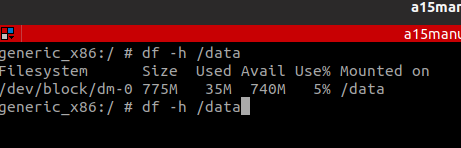 a15manu
a15manu
generic_x86:/ # df -h /data
Filesystem      Size  Used Avail Use% Mounted on
/dev/block/dm-0 775M   35M  740M   5% /data
generic_x86:/ # df -h /data